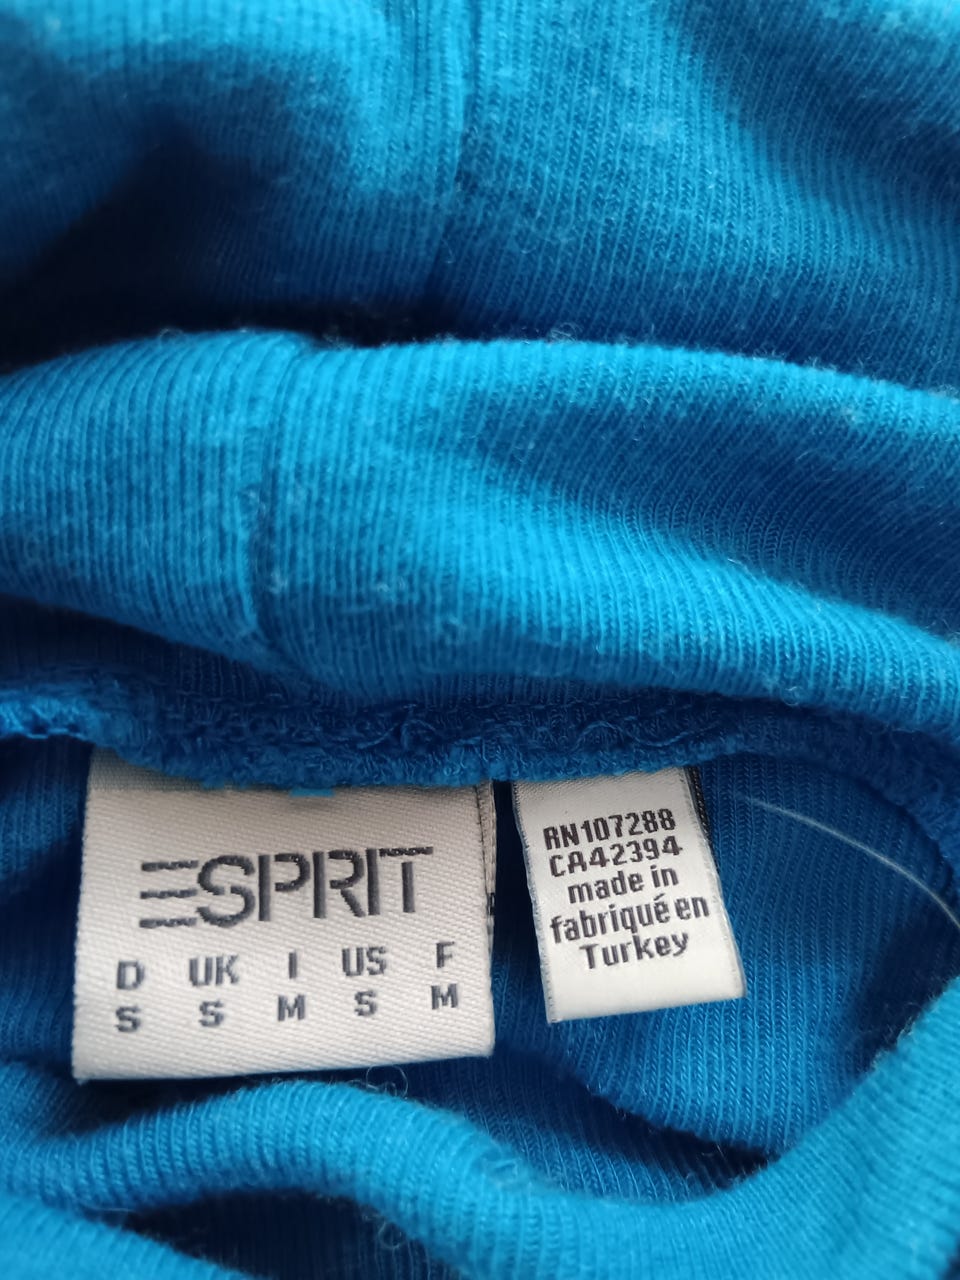 ESPRIT
D UK I US F
S S M S M
RN107288
CA42394
made in
fabriqué en
Turkey